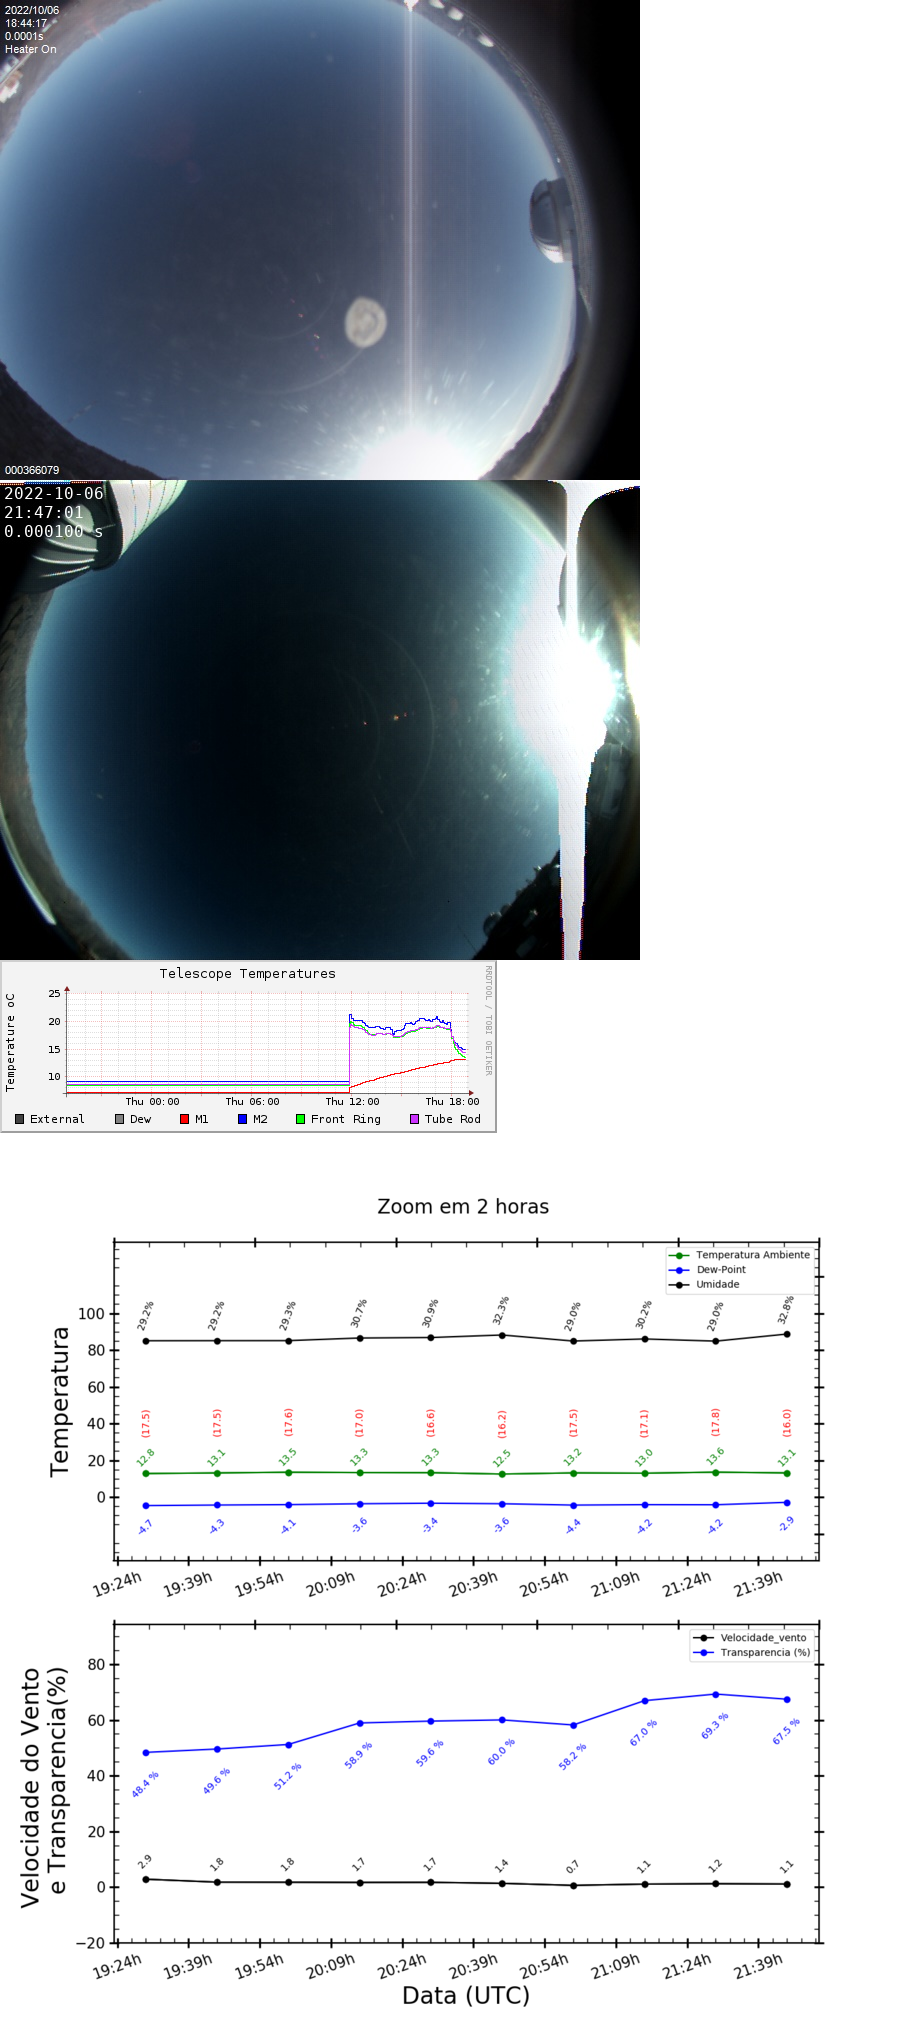 2022/10/06
18:44:17
0.0001s
Heater On
000366079
2022-10-06
21:47:01
0.000100 s
Telescope Temperatures
RRDTOOL / TOBI OETIKER
Temperature oC
25
20
15
10
Thu 00:00 Thu 06:00 Thu 12:00 Thu 18:00
External Dew M1 M2 Front Ring Tube Rod
Zoom em 2 horas
Temperatura Ambiente
Dew-Point
Umidade
Temperatura
100
80
60
40
20
0
29.2% 29.2% 29.3% 30.7% 30.9% 32.3% 29.0% 30.2% 29.0% 32.8%
(17.5) (17.5) (17.6) (17.0) (16.6) (16.2) (17.5) (17.1) (17.8) (16.0)
12.8 13.1 13.5 13.3 13.3 12.5 13.2 13.0 13.6 13.1
-4.7 -4.3 -4.1 -3.6 -3.4 -3.6 -4.4 -4.2 -4.2 -2.9
19:24h 19:39h 19:54h 20:09h 20:24h 20:39h 20:54h 21:09h 21:24h 21:39h
Velocidade_vento
Transparencia (%)
Velocidade do Vento
e Transparencia(%)
80
60
40
20
0
−20
48.4 % 49.6 % 51.2 % 58.9 % 59.6 % 60.0 % 58.2 % 67.0 % 69.3 % 67.5 %
2.9 1.8 1.8 1.7 1.7 1.4 0.7 1.1 1.2 1.1
19:24h 19:39h 19:54h 20:09h 20:24h 20:39h 20:54h 21:09h 21:24h 21:39h
Data (UTC)